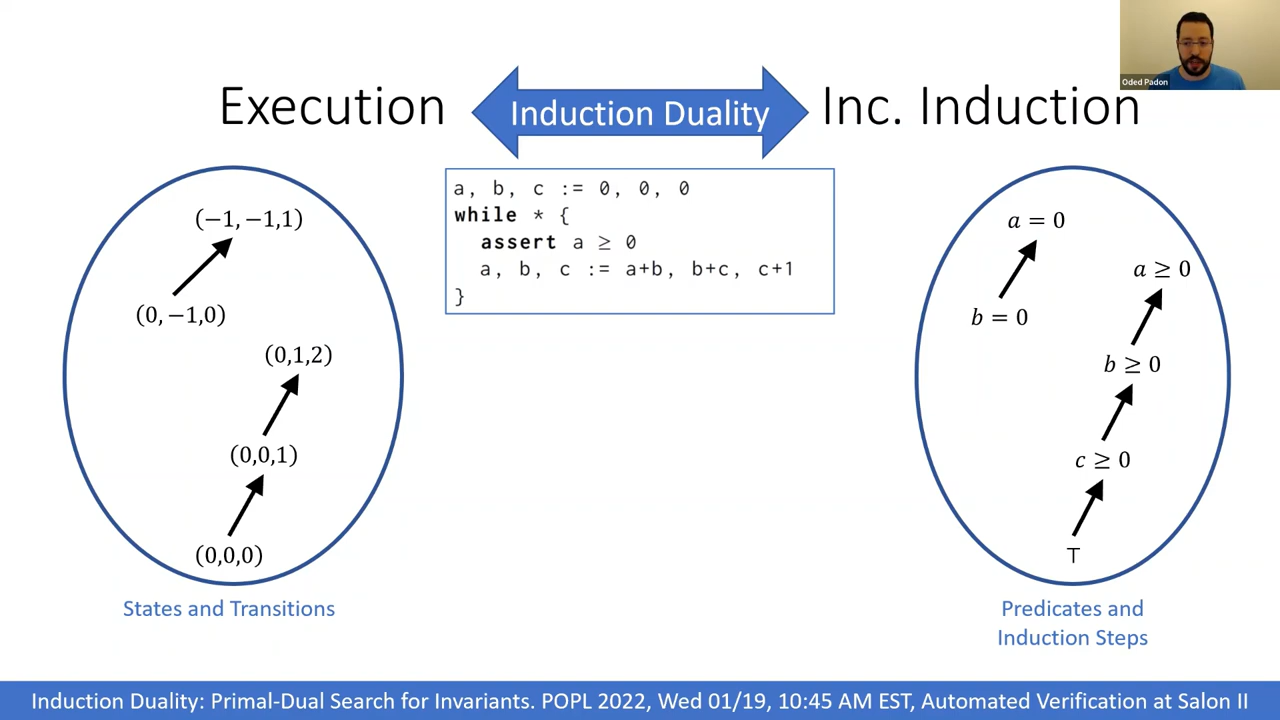 Oded Padon
Execution
Induction Duality
Inc. Induction
a, b, c := 0, 0, 0
while * {
assert a ≥ 0
a, b, c := a+b, b+c, c+1
}
(−1, −1,1)
(0, −1,0)
(0,1,2)
(0,0,1)
(0,0,0)
States and Transitions
a = 0
a ≥ 0
b = 0
b ≥ 0
c ≥ 0
⊤
Predicates and
Induction Steps
Induction Duality: Primal-Dual Search for Invariants. POPL 2022, Wed 01/19, 10:45 AM EST, Automated Verification at Salon II